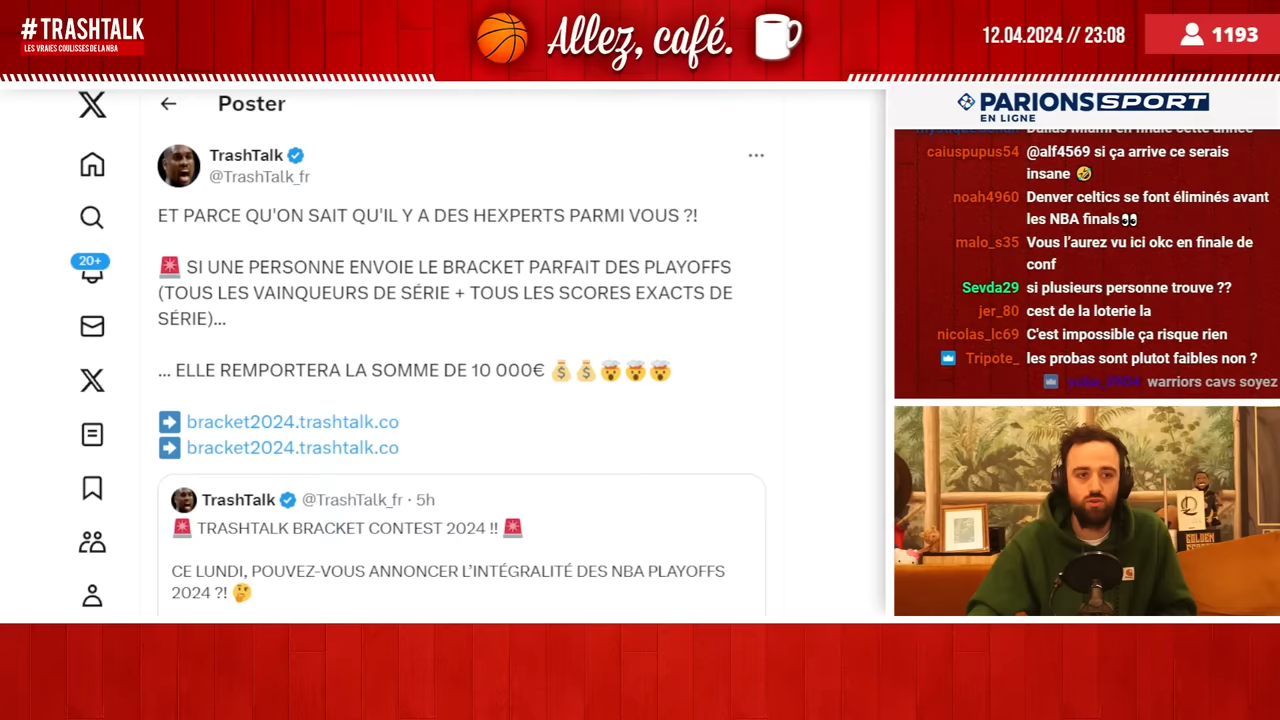 #TRASHTALK
LES VRAIES COULISSES DE LA NBA
Allez, café.
12.04.2024 // 23:08
1193
Poster
TrashTalk
@TrashTalk_fr
ET PARCE QU'ON SAIT QU'IL Y A DES HEXPERTS PARMI VOUS ?!
🚨 SI UNE PERSONNE ENVOIE LE BRACKET PARFAIT DES PLAYOFFS
(TOUS LES VAINQUEURS DE SÉRIE + TOUS LES SCORES EXACTS DE
SÉRIE)...
... ELLE REMPORTERA LA SOMME DE 10 000€ 💰💰🤯🤯🤯
➡️ bracket2024.trashtalk.co
➡️ bracket2024.trashtalk.co
TrashTalk @TrashTalk_fr · 5h
🚨 TRASHTALK BRACKET CONTEST 2024 !! 🚨
CE LUNDI, POUVEZ-VOUS ANNONCER L'INTÉGRALITÉ DES NBA PLAYOFFS
2024 ?! 🤔
20+
PARIONS SPORT
EN LIGNE
Dallas Miami en finale cette année
caiuspupus54 @alf4569 si ça arrive ce serais
insane 🤣
noah4960 Denver celtics se font éliminés avant
les NBA finals👀
malo_s35 Vous l'aurez vu ici okc en finale de
conf
Sevda29 si plusieurs personne trouve ??
jer_80 cest de la loterie la
nicolas_lc69 C'est impossible ça risque rien
Tripote_ les probas sont plutot faibles non ?
warriors cavs soyez